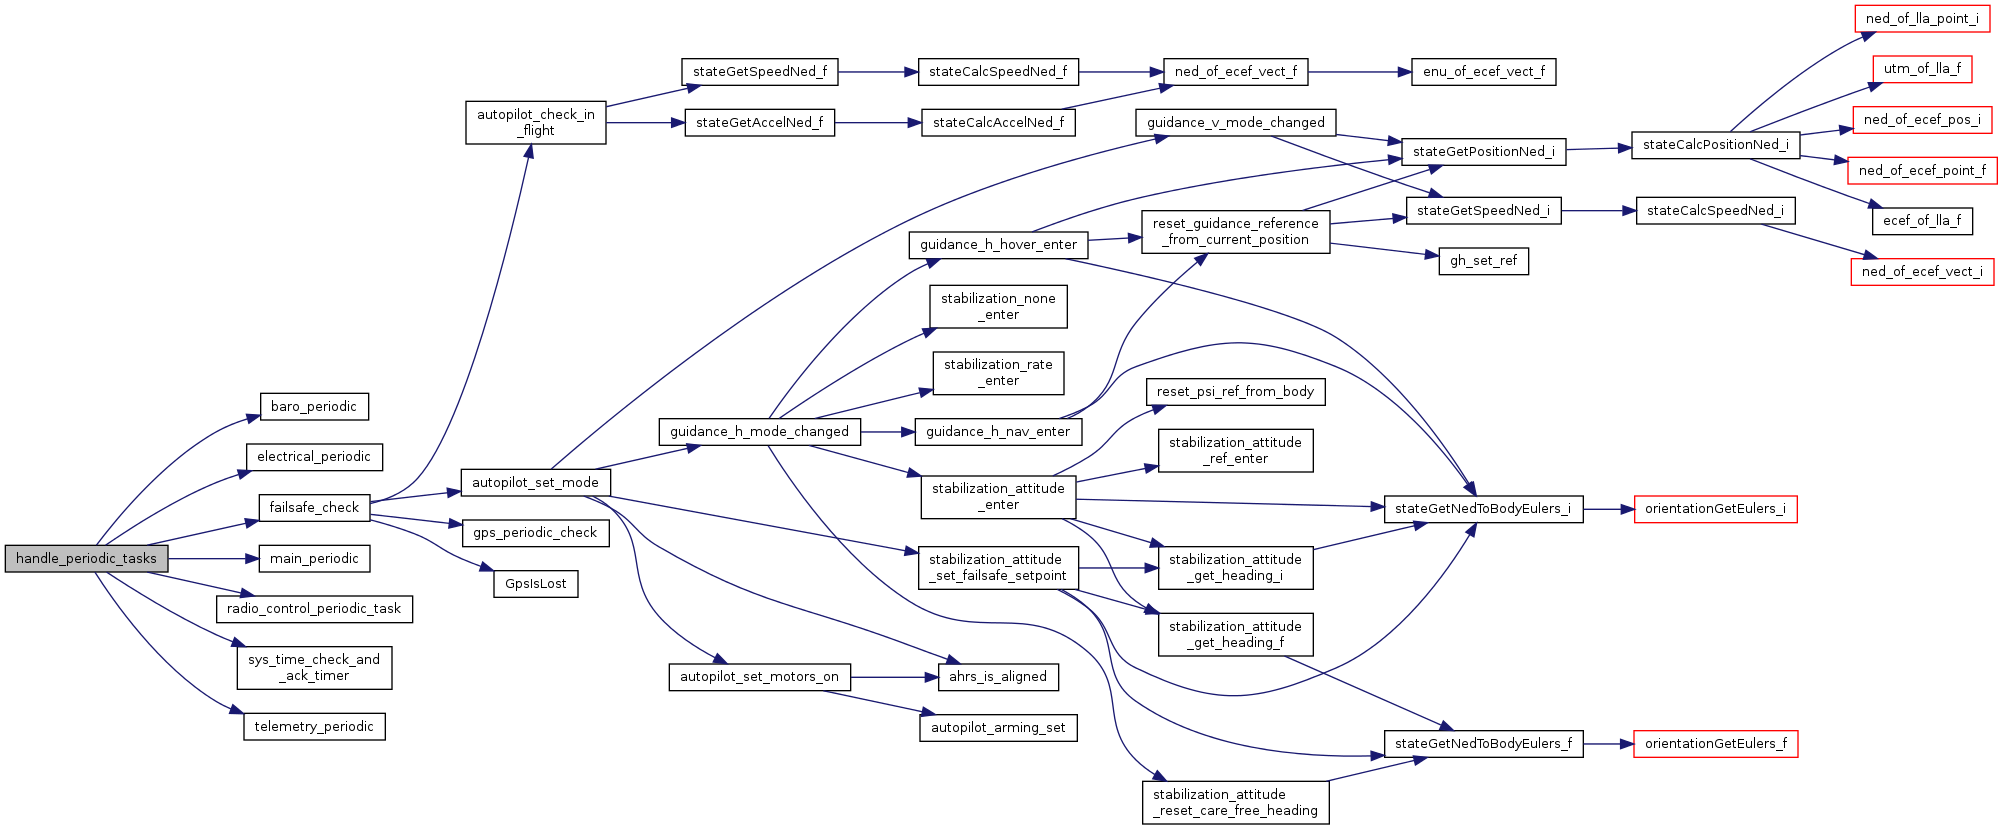 handle_periodic_tasks
baro_periodic
electrical_periodic
failsafe_check
main_periodic
radio_control_periodic_task
sys_time_check_and
_ack_timer
telemetry_periodic
autopilot_check_in
_flight
autopilot_set_mode
gps_periodic_check
GpsIsLost
stateGetSpeedNed_f
stateGetAccelNed_f
guidance_h_mode_changed
autopilot_set_motors_on
stateCalcSpeedNed_f
stateCalcAccelNed_f
guidance_h_hover_enter
stabilization_none
_enter
stabilization_rate
_enter
guidance_h_nav_enter
stabilization_attitude
_enter
stabilization_attitude
_set_failsafe_setpoint
ahrs_is_aligned
autopilot_arming_set
ned_of_ecef_vect_f
guidance_v_mode_changed
reset_guidance_reference
_from_current_position
reset_psi_ref_from_body
stabilization_attitude
_ref_enter
stabilization_attitude
_get_heading_i
stabilization_attitude
_get_heading_f
stabilization_attitude
_reset_care_free_heading
enu_of_ecef_vect_f
stateGetPositionNed_i
stateGetSpeedNed_i
gh_set_ref
stateGetNedToBodyEulers_i
stateGetNedToBodyEulers_f
stateCalcPositionNed_i
stateCalcSpeedNed_i
orientationGetEulers_i
orientationGetEulers_f
ned_of_lla_point_i
utm_of_lla_f
ned_of_ecef_pos_i
ned_of_ecef_point_f
ecef_of_lla_f
ned_of_ecef_vect_i